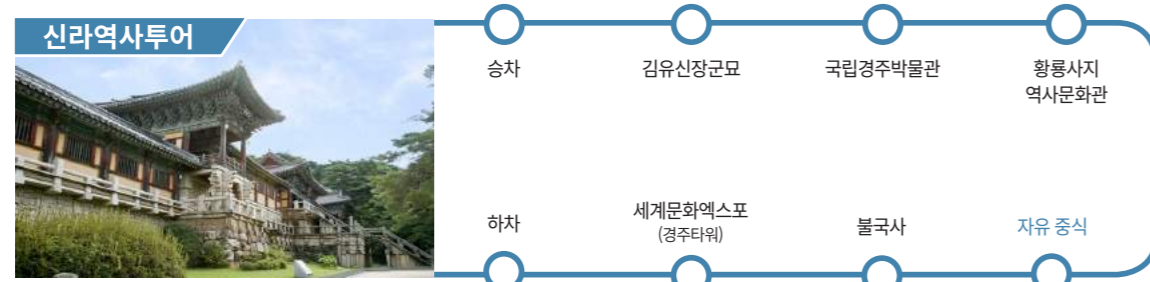 신라역사투어
승차
김유신장군묘
국립경주박물관
황룡사지
역사문화관
하차
세계문화엑스포
(경주타워)
불국사
자유 중식